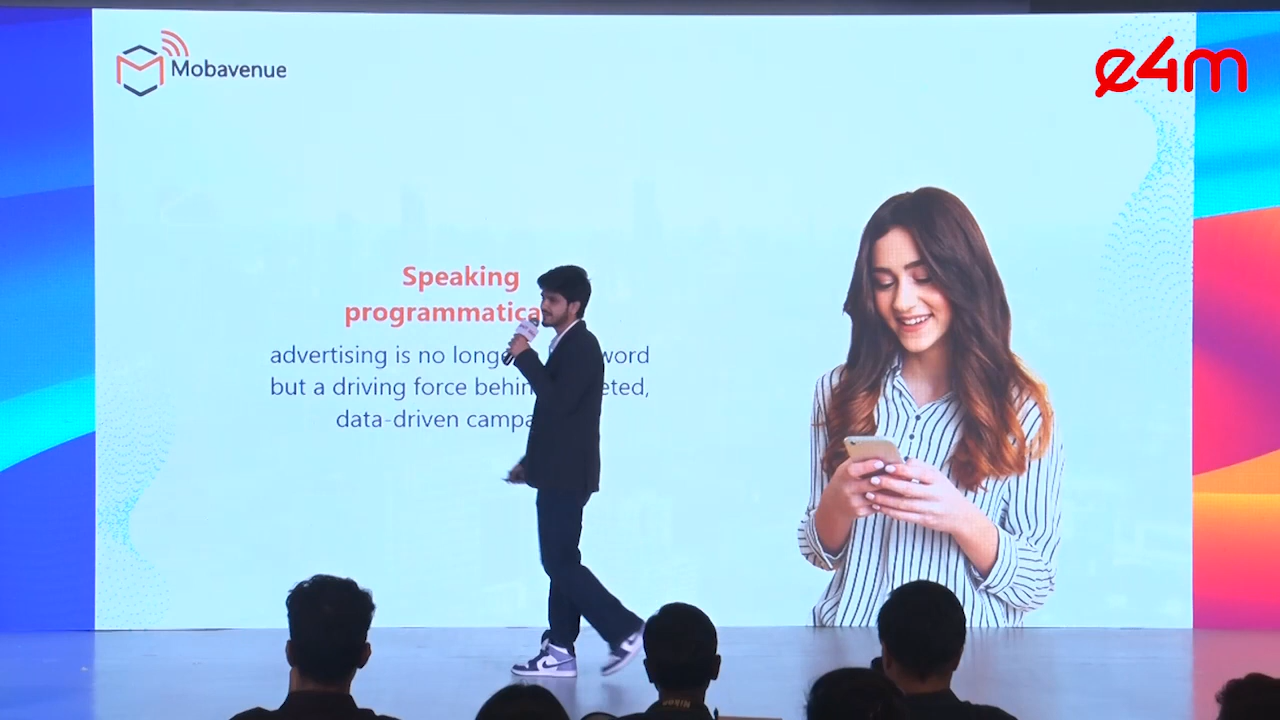 Mobavenue
e4m
Speaking
programmatica
advertising is no longe word
but a driving force behin eted,
data-driven campa